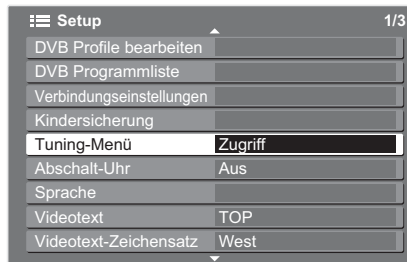 Setup 1/3
DVB Profile bearbeiten
DVB Programmliste
Verbindungseinstellungen
Kindersicherung
Tuning-Menü Zugriff
Abschalt-Uhr Aus
Sprache
Videotext TOP
Videotext-Zeichensatz West